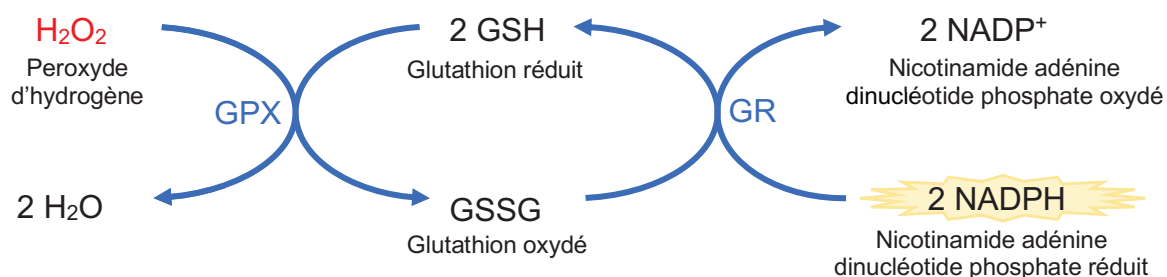 H₂O₂
Peroxyde
d’hydrogène
2 GSH
Glutathion réduit
2 NADP⁺
Nicotinamide adénine
dinucléotide phosphate oxydé
GPX
GR
2 H₂O
GSSG
Glutathion oxydé
2 NADPH
Nicotinamide adénine
dinucléotide phosphate réduit